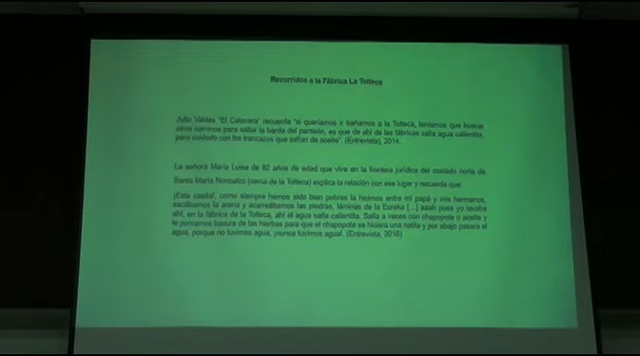 Recorridos a la Fábrica La Tolteca
Julio Valdés "El Calavera" recuerda "si queríamos ir bañarnos a la Tolteca, teníamos que buscar
otros caminos para saltar la barda del panteón, es que de ahí de las fábricas salía agua calientita,
pero cuidado con los trancazos que salían de aceite". (Entrevista), 2014.
La señora María Luisa de 82 años de edad que vive en la frontera jurídica del costado norte de
Santa María Nonoalco (cerca de la Tolteca) explica la relación con ese lugar y recuerda que:
¡Esta casita!, como siempre hemos sido bien pobres la hicimos entre mi papá y mis hermanos,
sacábamos la arena y acarreábamos las piedras, láminas de la Eureka [...] aaah pues yo lavaba
ahí, en la fábrica de la Tolteca, ahí el agua salía calientita. Salía a veces con chapopote o aceite y
le poníamos basura de las hierbas para que el chapopote se hiciera una natita y por abajo pasara el
agua, porque no tuvimos agua, ¡nunca tuvimos agua!. (Entrevista, 2016)